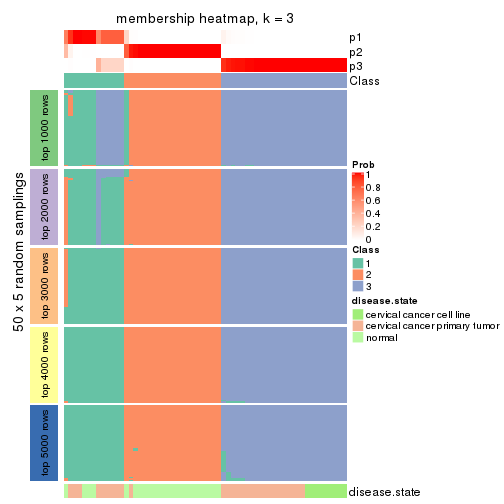 membership heatmap, k = 3
p1
p2
p3
Class
50 x 5 random samplings
top 1000 rows
top 2000 rows
top 3000 rows
top 4000 rows
top 5000 rows
Prob
1
0.8
0.6
0.4
0.2
0
Class
1
2
3
disease.state
cervical cancer cell line
cervical cancer primary tumor
normal
disease.state